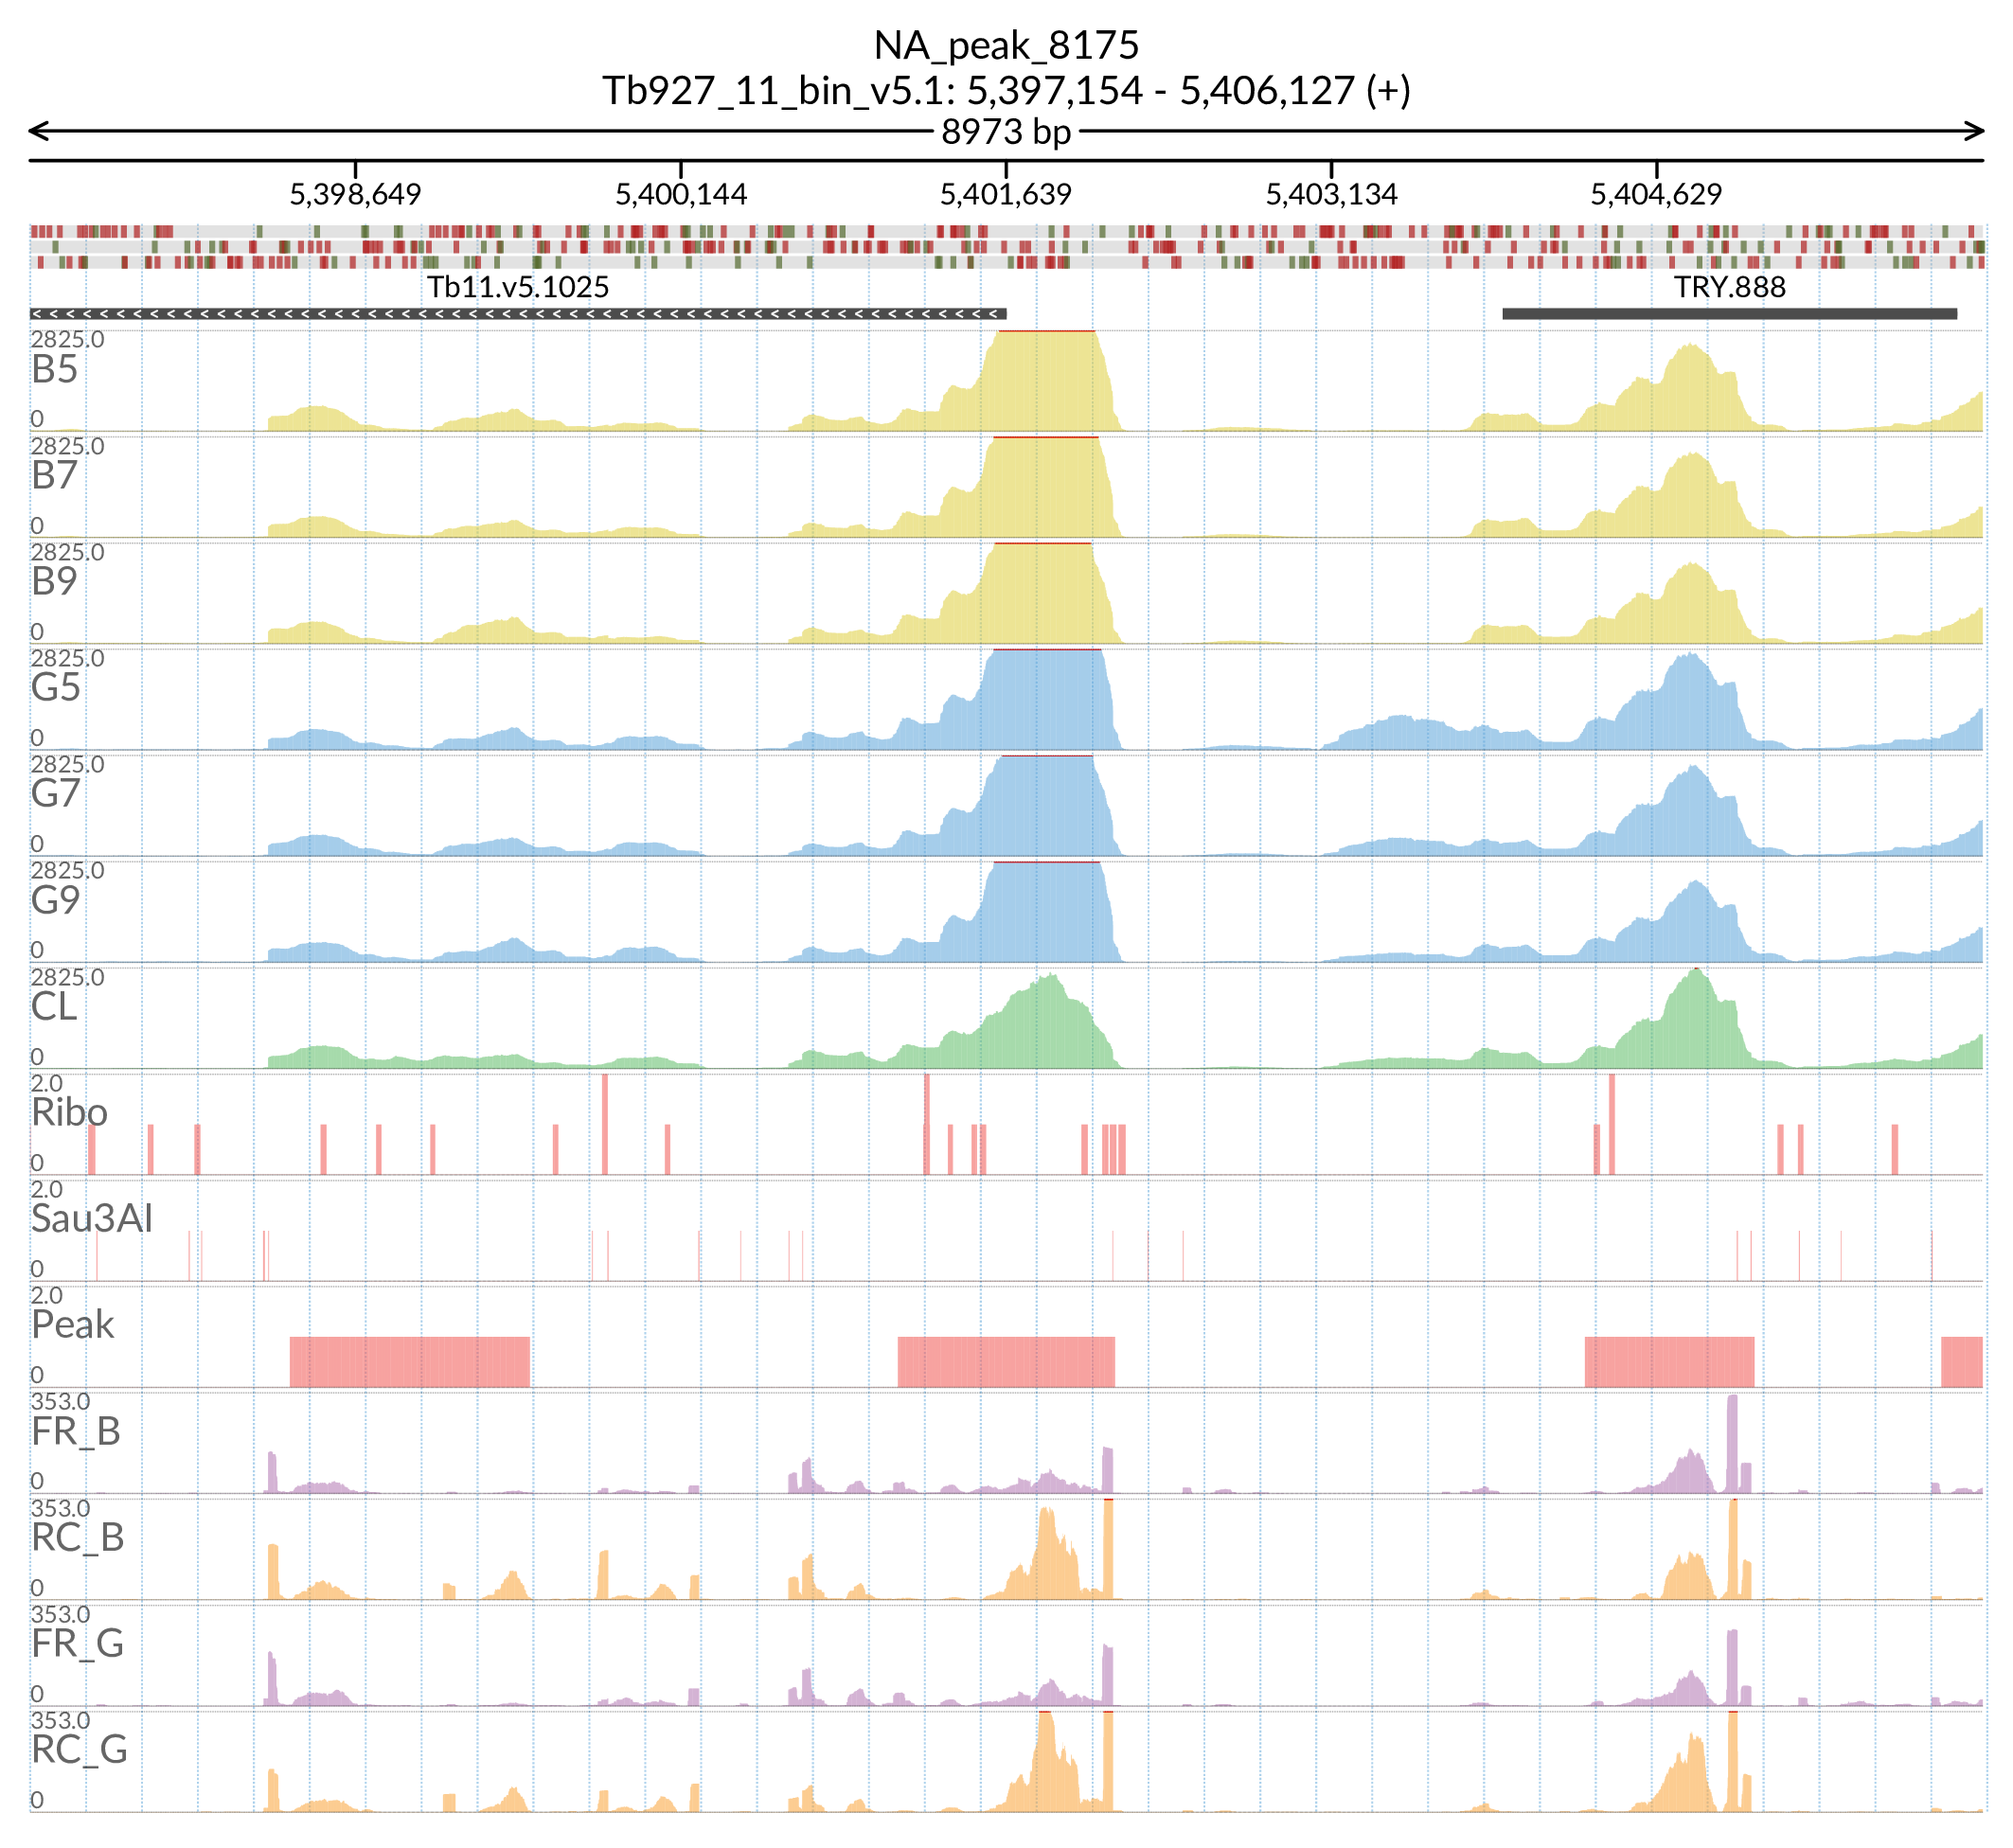 NA_peak_8175
Tb927_11_bin_v5.1: 5,397,154 - 5,406,127 (+)
8973 bp
5,398,649 5,400,144 5,401,639 5,403,134 5,404,629
Tb11.v5.1025 TRY.888
2825.0
B5
0
2825.0
B7
0
2825.0
B9
0
2825.0
G5
0
2825.0
G7
0
2825.0
G9
0
2825.0
CL
0
2.0
Ribo
0
2.0
Sau3AI
0
2.0
Peak
0
353.0
FR_B
0
353.0
RC_B
0
353.0
FR_G
0
353.0
RC_G
0